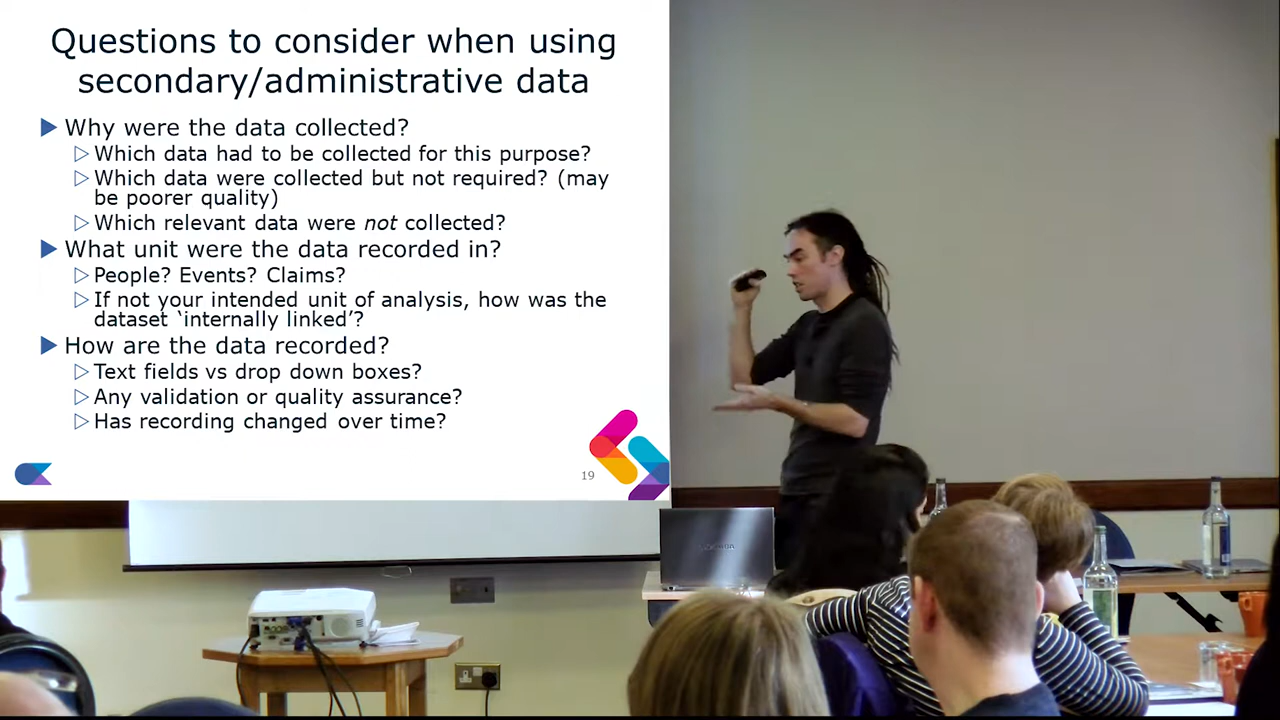 Questions to consider when using
secondary/administrative data
Why were the data collected?
Which data had to be collected for this purpose?
Which data were collected but not required? (may
be poorer quality)
Which relevant data were not collected?
What unit were the data recorded in?
People? Events? Claims?
If not your intended unit of analysis, how was the
dataset ‘internally linked’?
How are the data recorded?
Text fields vs drop down boxes?
Any validation or quality assurance?
Has recording changed over time?
19